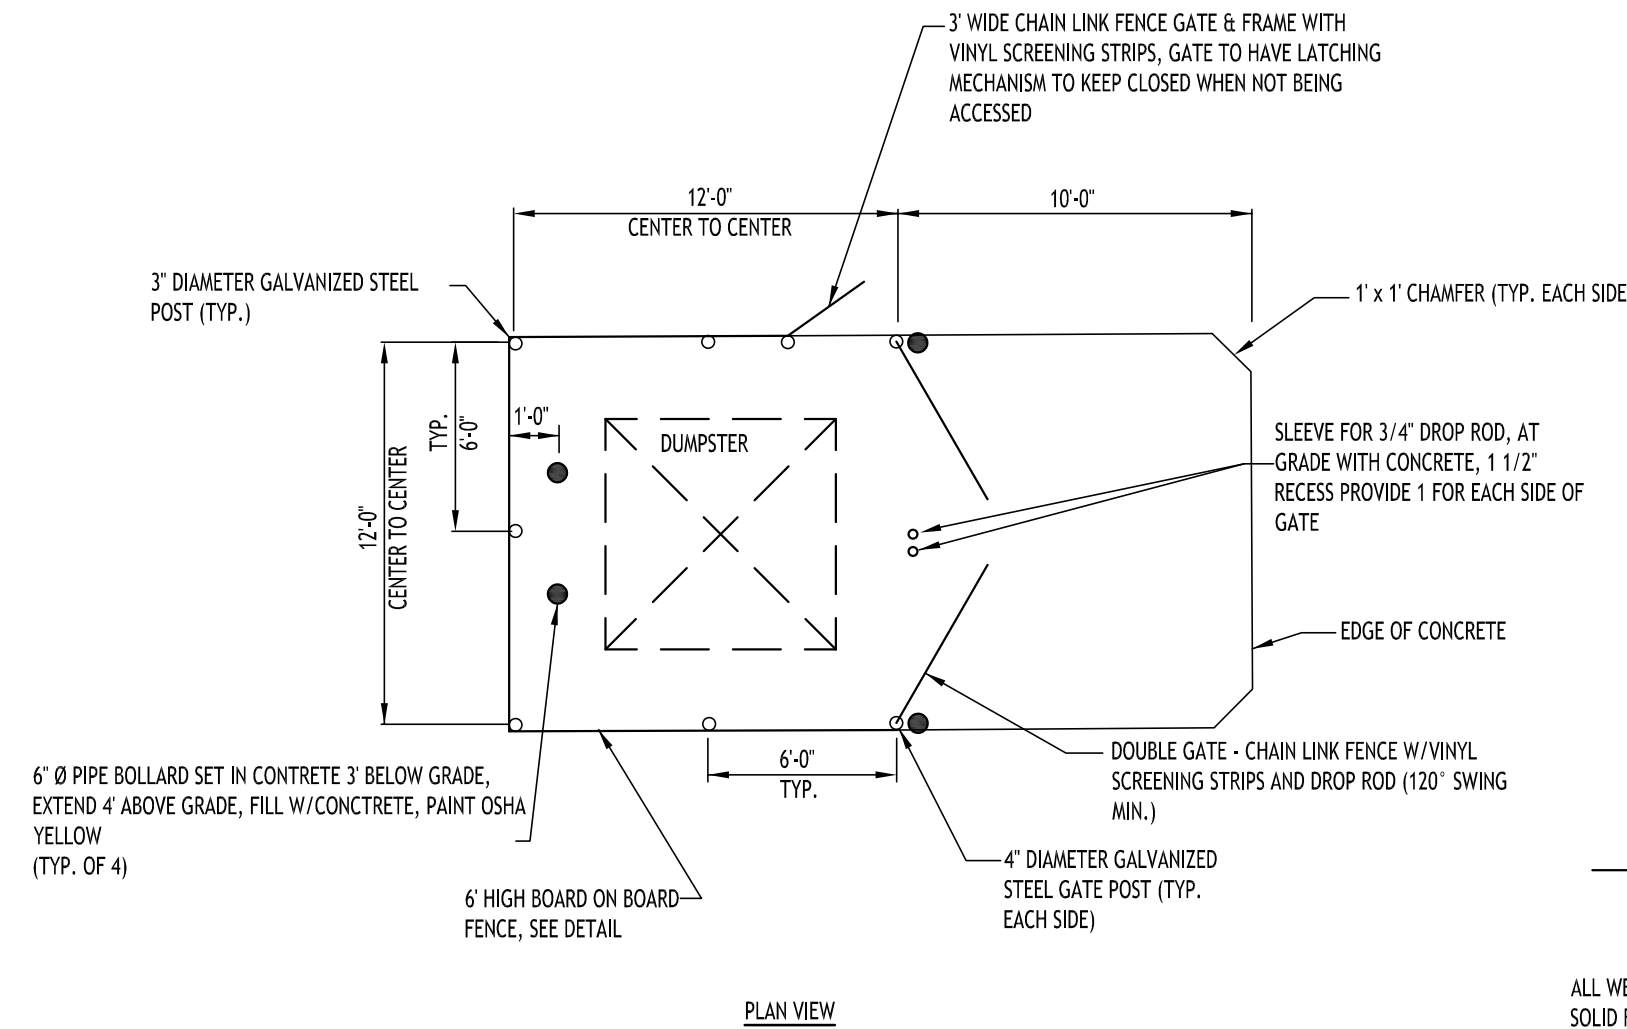 3' WIDE CHAIN LINK FENCE GATE & FRAME WITH
VINYL SCREENING STRIPS, GATE TO HAVE LATCHING
MECHANISM TO KEEP CLOSED WHEN NOT BEING
ACCESSED
12'-0"
CENTER TO CENTER
10'-0"
3" DIAMETER GALVANIZED STEEL
POST (TYP.)
1' x 1' CHAMFER (TYP. EACH SIDE
12'-0"
CENTER TO CENTER
TYP.
6'-0"
1'-0"
DUMPSTER
SLEEVE FOR 3/4" DROP ROD, AT
GRADE WITH CONCRETE, 1 1/2"
RECESS PROVIDE 1 FOR EACH SIDE OF
GATE
EDGE OF CONCRETE
6'-0"
TYP.
DOUBLE GATE - CHAIN LINK FENCE W/VINYL
SCREENING STRIPS AND DROP ROD (120° SWING
MIN.)
6" Ø PIPE BOLLARD SET IN CONTRETE 3' BELOW GRADE,
EXTEND 4' ABOVE GRADE, FILL W/CONCTRETE, PAINT OSHA
YELLOW
(TYP. OF 4)
4" DIAMETER GALVANIZED
STEEL GATE POST (TYP.
EACH SIDE)
6' HIGH BOARD ON BOARD
FENCE, SEE DETAIL
PLAN VIEW
ALL
SOLID